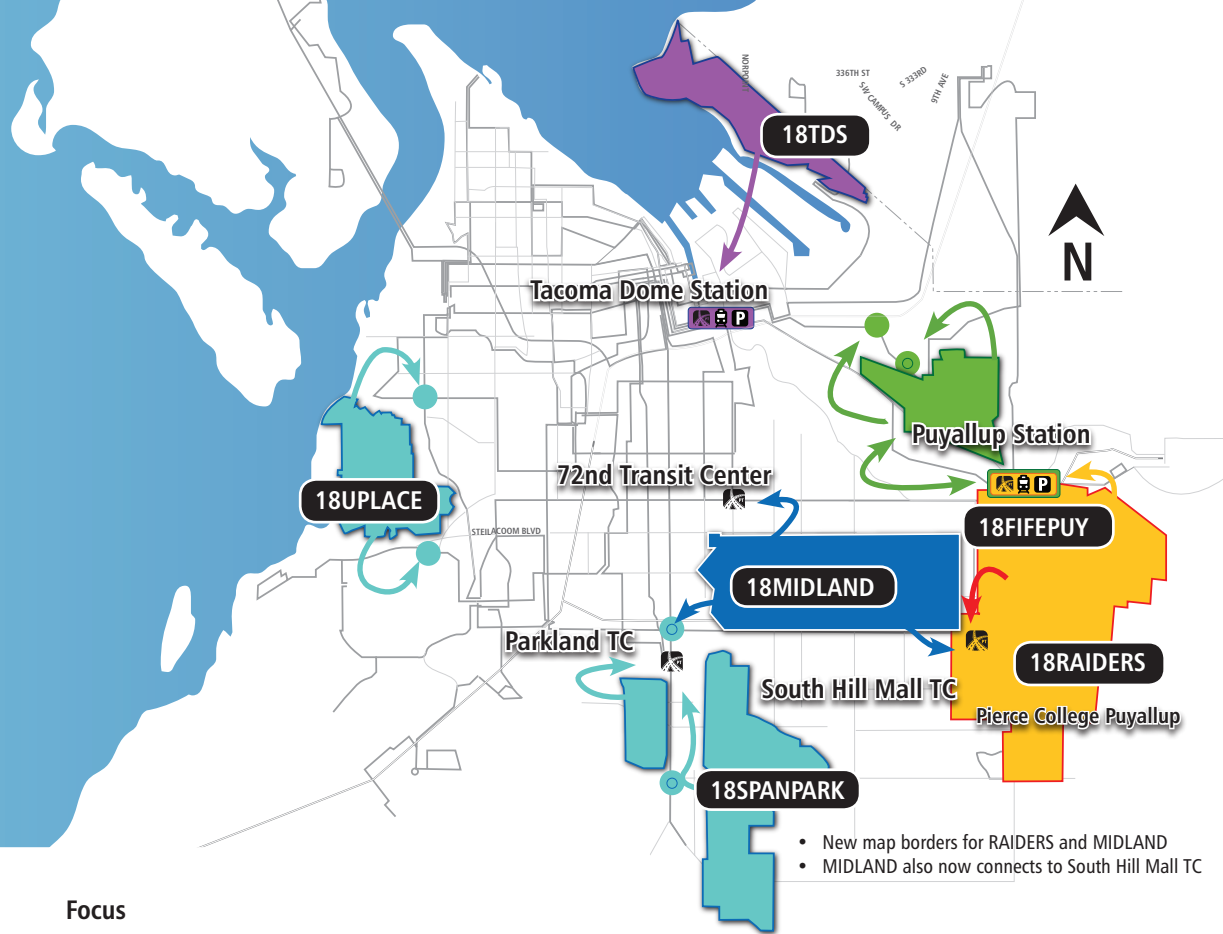 336TH ST
S 333RD
9TH AVE
SW CAMPUS DR
18TDS
N
Tacoma Dome Station
P
Puyallup Station
P
72nd Transit Center
18UPLACE
STEILACOOM BLVD
18FIFEPUY
18MIDLAND
Parkland TC
18RAIDERS
South Hill Mall TC
Pierce College Puyallup
18SPANPARK
• New map borders for RAIDERS and MIDLAND
• MIDLAND also now connects to South Hill Mall TC
Focus